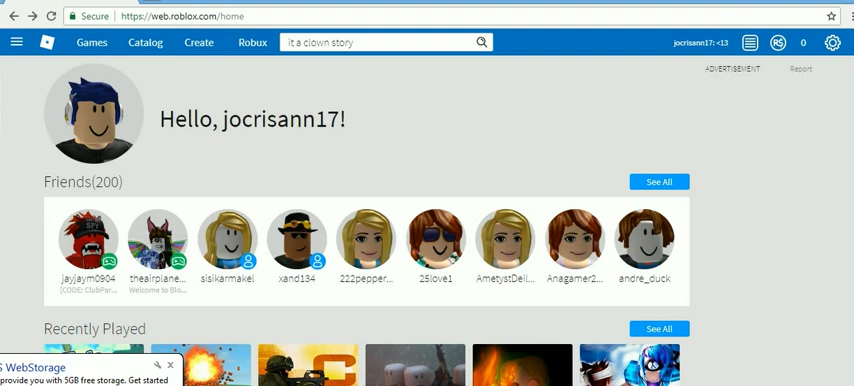 Secure | https://web.roblox.com/home
Games Catalog Create Robux it a clown story jocrisann17: <13 R$ 0
ADVERTISEMENT Report
Hello, jocrisann17!
Friends(200) See All
jayjaym0904 theairplane... sisikarmakel xand134 222pepper... 25love1 AmetystDeli... Anagamer2... andre_duck
[CODE: ClubPar... Welcome to Blo...
Recently Played See All
S WebStorage
provide you with 5GB free storage. Get started